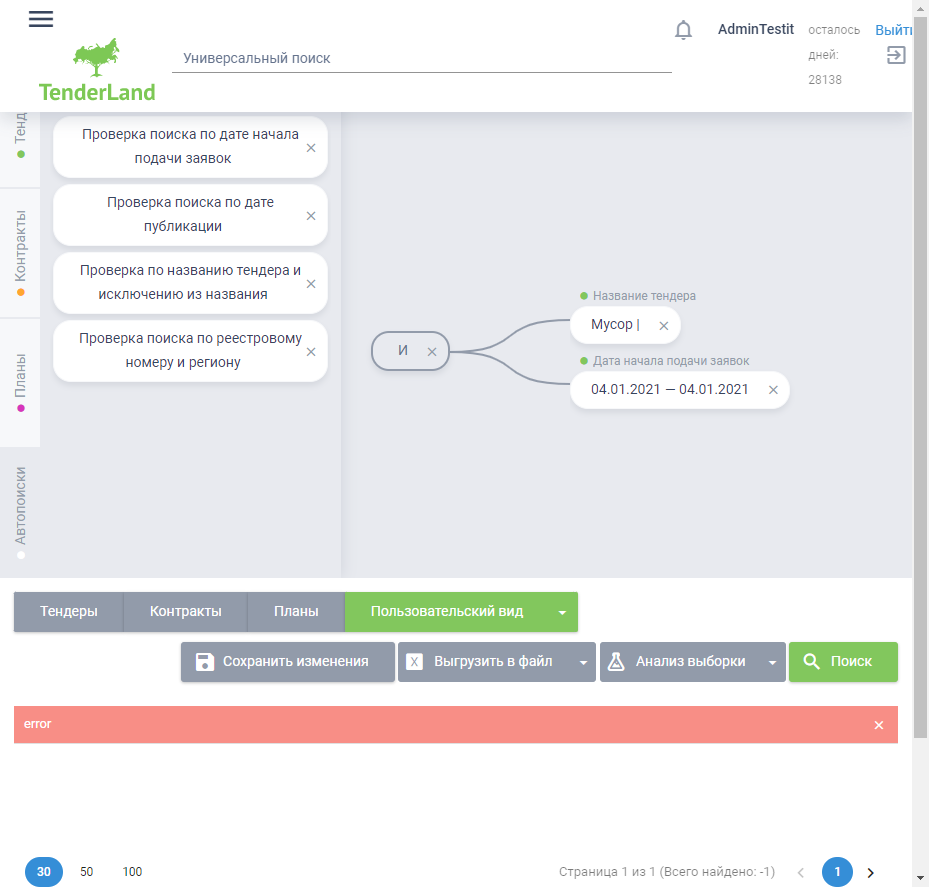 AdminTestit
осталось
дней:
28138
Универсальный поиск
TenderLand
Проверка поиска по дате начала
подачи заявок
Проверка поиска по дате
публикации
Проверка по названию тендера и
исключению из названия
Проверка поиска по реестровому
номеру и региону
Контракты
Планы
Автопоиски
И
Название тендера
Мусор |
Дата начала подачи заявок
04.01.2021 — 04.01.2021
Тендеры
Контракты
Планы
Пользовательский вид
Сохранить изменения
X
Выгрузить в файл
Анализ выборки
Поиск
error
30
50
100
Страница 1 из 1 (Всего найдено: -1)
1